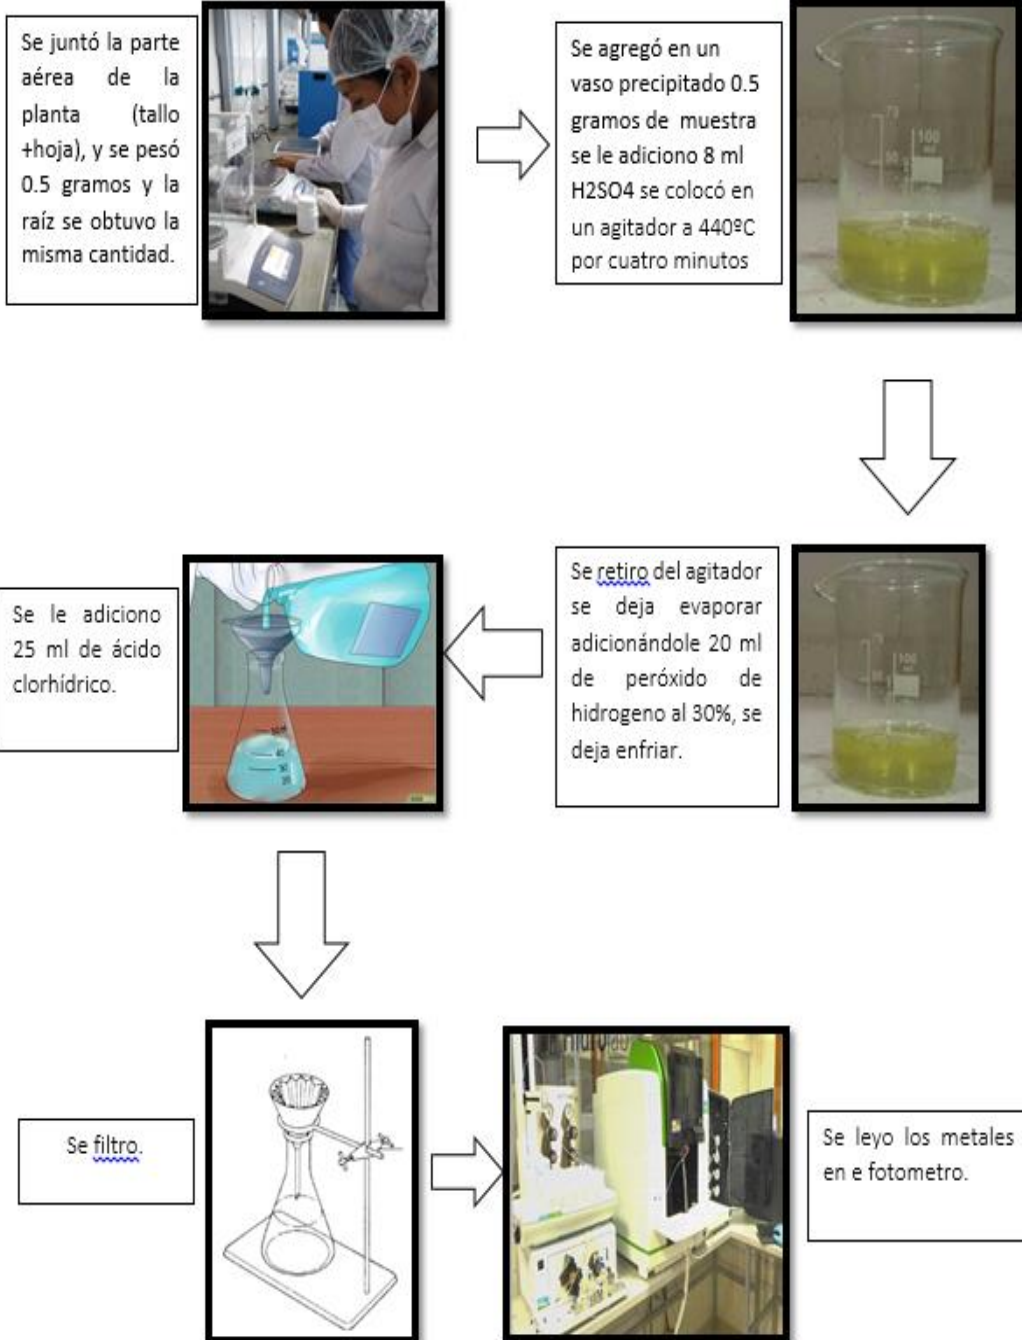 Se juntó la parte
aérea de la
planta (tallo
+hoja), y se pesó
0.5 gramos y la
raíz se obtuvo la
misma cantidad.
Se agregó en un
vaso precipitado 0.5
gramos de muestra
se le adiciono 8 ml
H2SO4 se colocó en
un agitador a 440ºC
por cuatro minutos
100
Se retiro del agitador
se deja evaporar
adicionándole 20 ml
de peróxido de
hidrogeno al 30%, se
deja enfriar.
100
Se le adiciono
25 ml de ácido
clorhídrico.
Se filtro.
Se leyo los metales
en e fotometro.